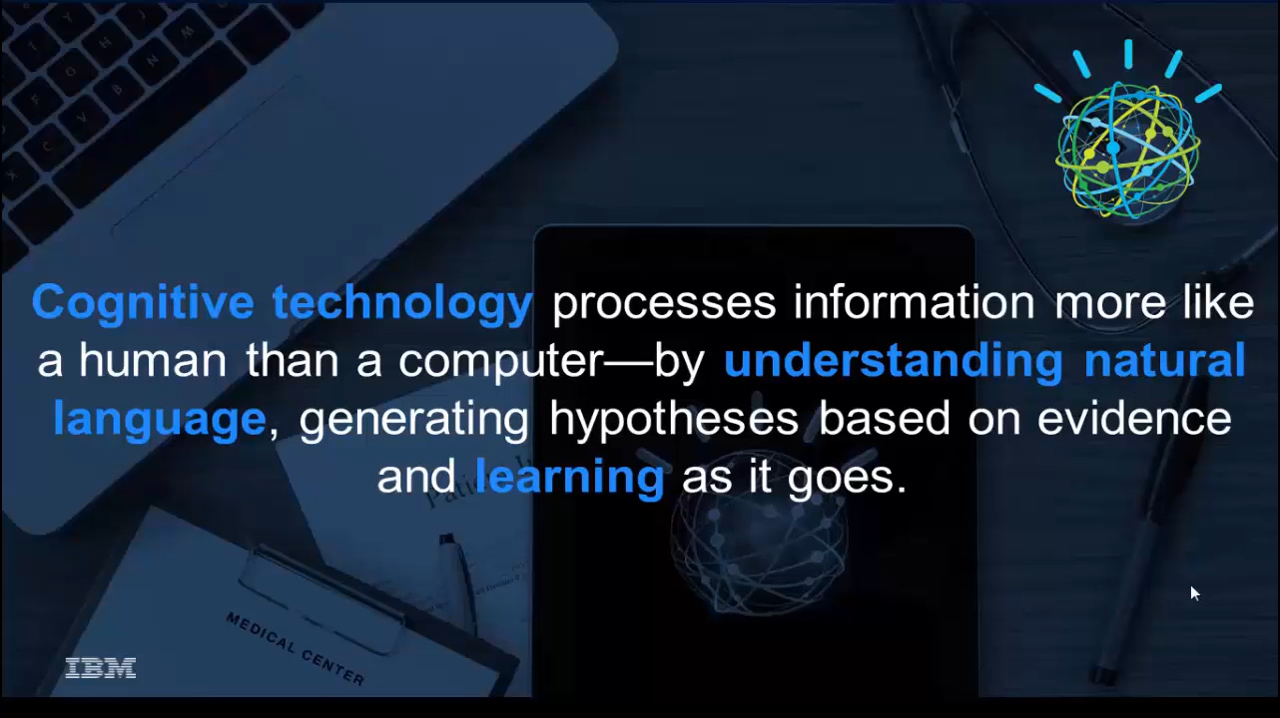 Cognitive technology processes information more like
a human than a computer—by understanding natural
language, generating hypotheses based on evidence
and learning as it goes.
MEDICAL CENTER
IBM